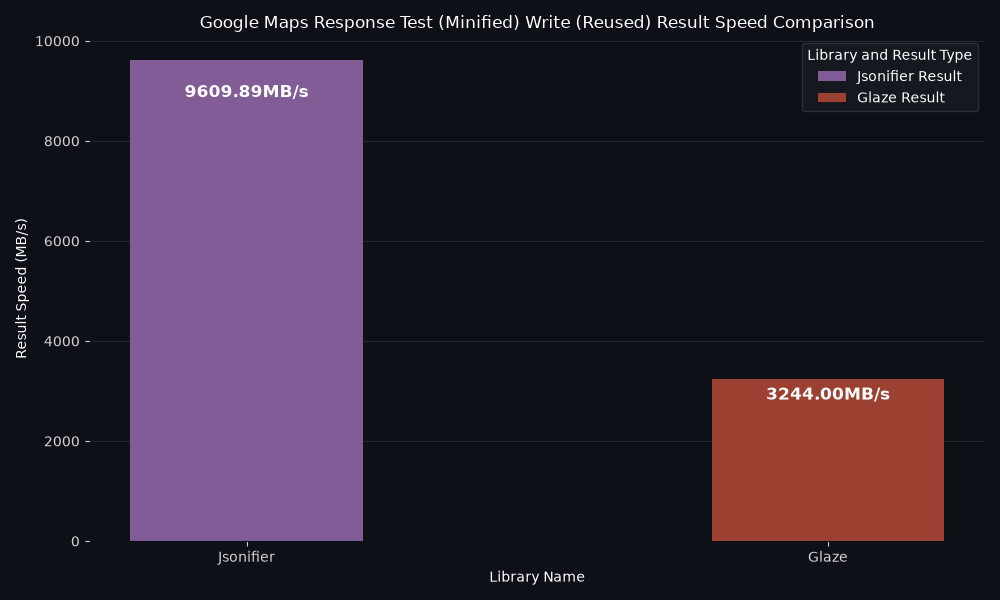 Google Maps Response Test (Minified) Write (Reused) Result Speed Comparison
10000
8000
6000
4000
2000
0
Result Speed (MB/s)
9609.89MB/s
3244.00MB/s
Library and Result Type
Jsonifier Result
Glaze Result
Jsonifier
Glaze
Library Name